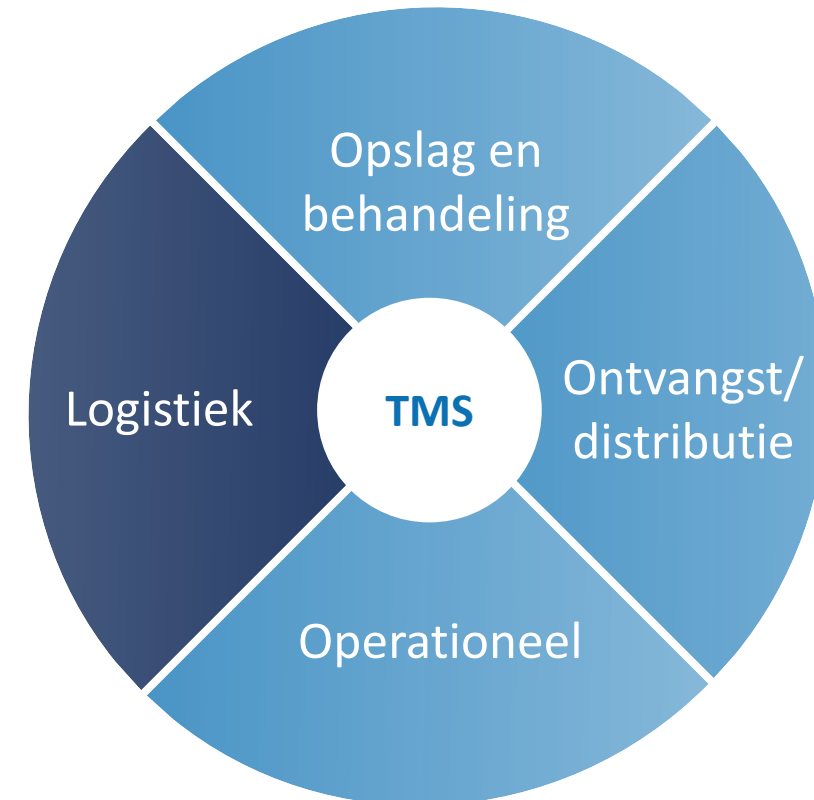 Opslag en
behandeling
Logistiek
TMS
Ontvangst/
distributie
Operationeel